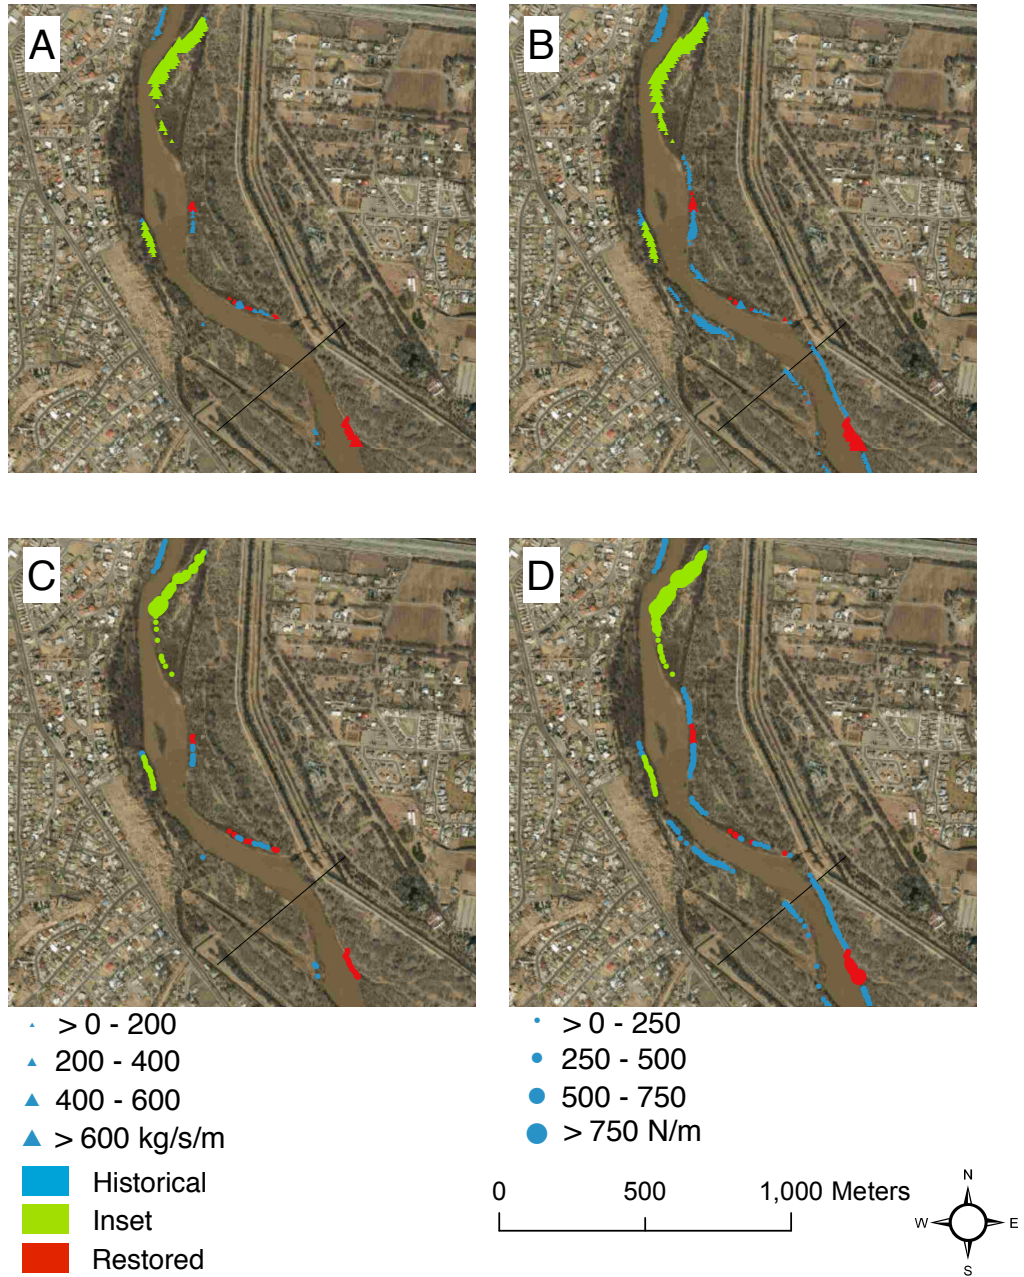 A
B
C
D
> 0 - 200
200 - 400
400 - 600
> 600 kg/s/m
> 0 - 250
250 - 500
500 - 750
> 750 N/m
Historical
Inset
Restored
0 500 1,000 Meters
N
W E
S